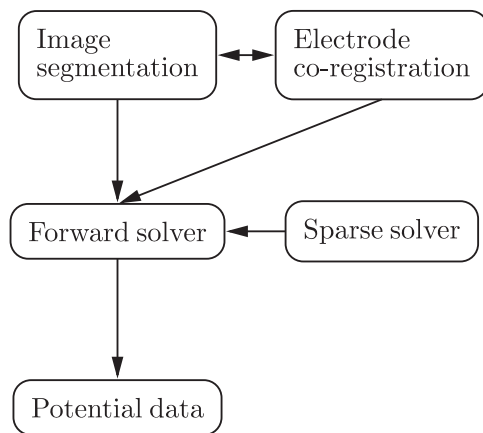 Image
segmentation
Electrode
co-registration
Forward solver
Sparse solver
Potential data